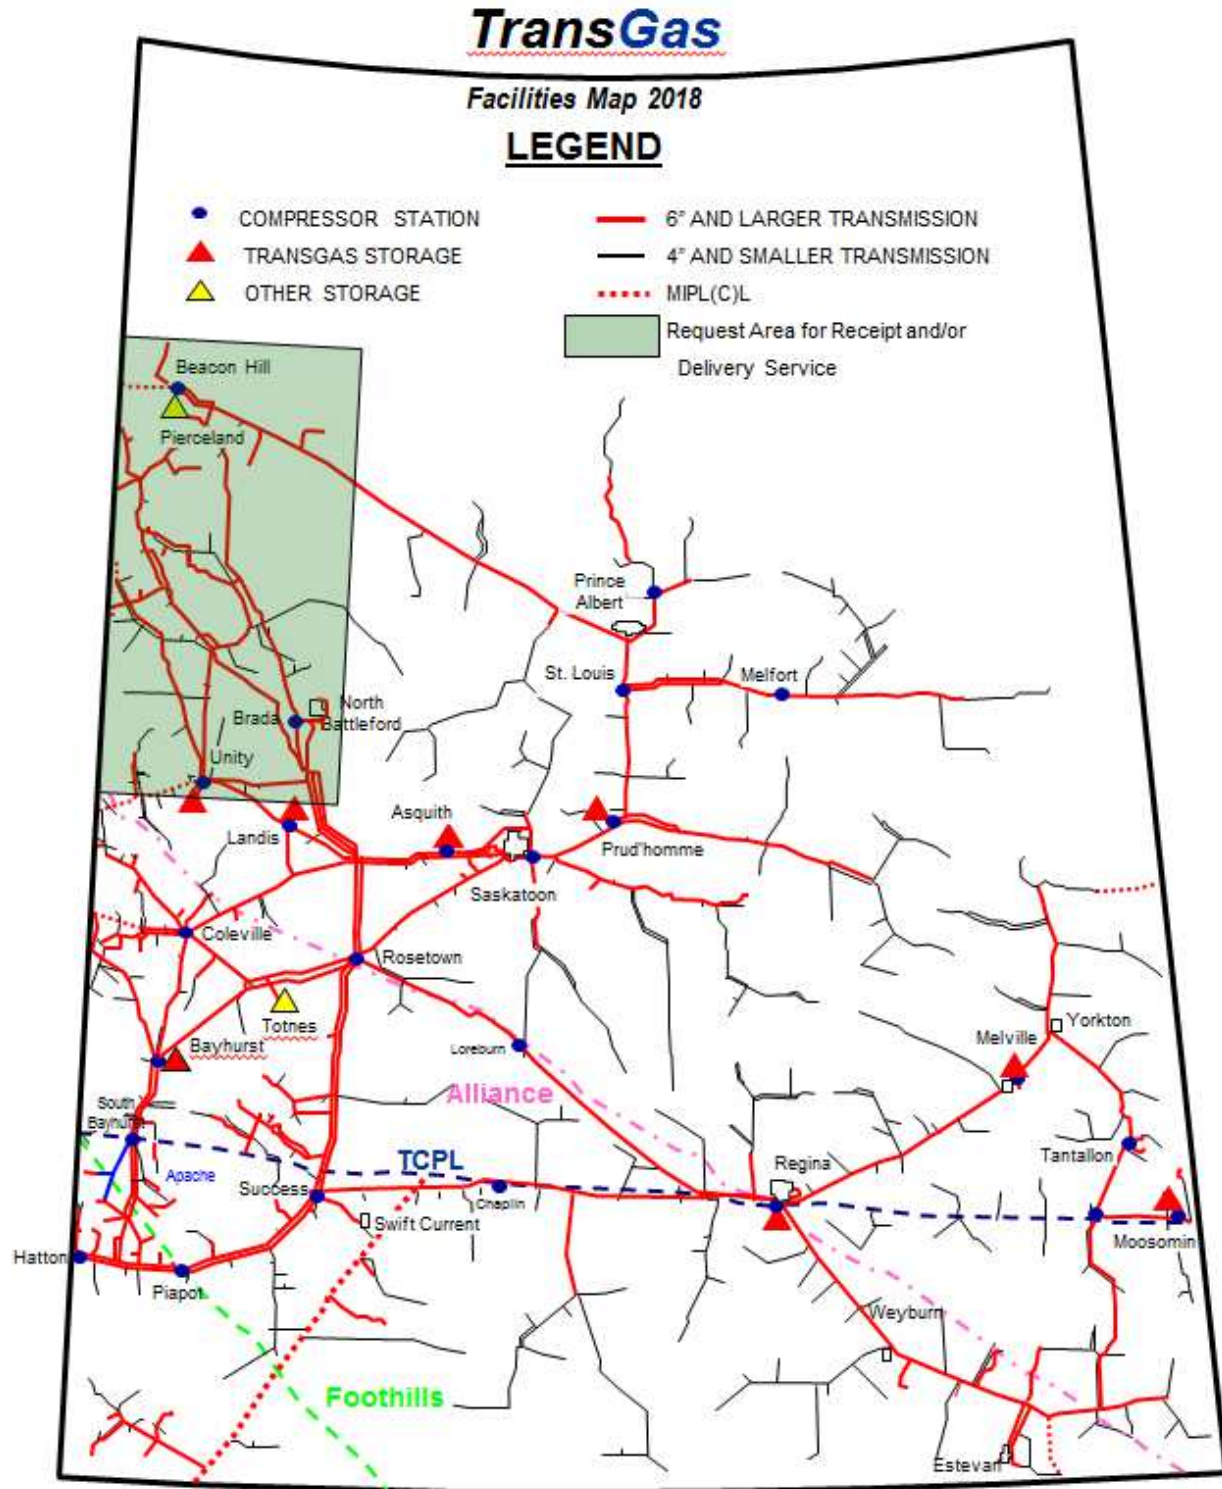 TransGas
Facilities Map 2018
LEGEND
COMPRESSOR STATION
TRANSGAS STORAGE
OTHER STORAGE
6" AND LARGER TRANSMISSION
4" AND SMALLER TRANSMISSION
MIPL(C)L
Request Area for Receipt and/or
Delivery Service
Beacon Hill
Pierceland
Prince
Albert
St. Louis
Melfort
North
Battleford
Brada
Unity
Asquith
Landis
Prud'homme
Saskatoon
Coleville
Rosetown
Totnes
Bayhurst
Loreburn
Yorkton
Melville
Alliance
South
Bayhurst
Tantallon
TCPL
Regina
Apache
Success
Chaplin
Swift Current
Moosomin
Hatton
Piapot
Weyburn
Foothills
Estevan